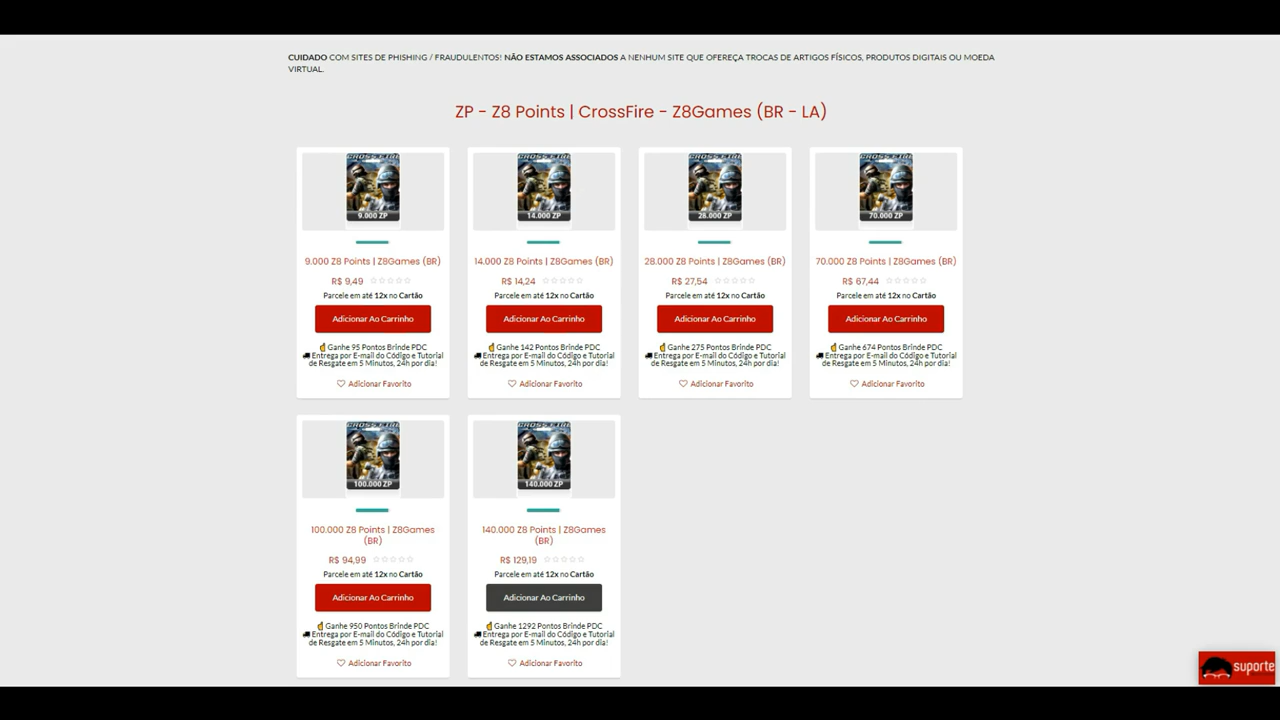 CUIDADO COM SITES DE PHISHING / FRAUDULENTOS! NÃO ESTAMOS ASSOCIADOS A NENHUM SITE QUE OFEREÇA TROCAS DE ARTIGOS FÍSICOS, PRODUTOS DIGITAIS OU MOEDA
VIRTUAL.
ZP - Z8 Points | CrossFire - Z8Games (BR - LA)
CROSS FIRE
9.000 ZP
9.000 Z8 Points | Z8Games (BR)
R$ 9,49
Parcele em até 12x no Cartão
Adicionar Ao Carrinho
Ganhe 95 Pontos Brinde PDC
Entrega por E-mail do Código e Tutorial
de Resgate em 5 Minutos, 24h por dia!
Adicionar Favorito
CROSS FIRE
14.000 ZP
14.000 Z8 Points | Z8Games (BR)
R$ 14,24
Parcele em até 12x no Cartão
Adicionar Ao Carrinho
Ganhe 142 Pontos Brinde PDC
Entrega por E-mail do Código e Tutorial
de Resgate em 5 Minutos, 24h por dia!
Adicionar Favorito
CROSS FIRE
28.000 ZP
28.000 Z8 Points | Z8Games (BR)
R$ 27,54
Parcele em até 12x no Cartão
Adicionar Ao Carrinho
Ganhe 275 Pontos Brinde PDC
Entrega por E-mail do Código e Tutorial
de Resgate em 5 Minutos, 24h por dia!
Adicionar Favorito
CROSS FIRE
70.000 ZP
70.000 Z8 Points | Z8Games (BR)
R$ 67,44
Parcele em até 12x no Cartão
Adicionar Ao Carrinho
Ganhe 674 Pontos Brinde PDC
Entrega por E-mail do Código e Tutorial
de Resgate em 5 Minutos, 24h por dia!
Adicionar Favorito
CROSS FIRE
100.000 ZP
100.000 Z8 Points | Z8Games
(BR)
R$ 94,99
Parcele em até 12x no Cartão
Adicionar Ao Carrinho
Ganhe 950 Pontos Brinde PDC
Entrega por E-mail do Código e Tutorial
de Resgate em 5 Minutos, 24h por dia!
Adicionar Favorito
CROSS FIRE
140.000 ZP
140.000 Z8 Points | Z8Games
(BR)
R$ 129,19
Parcele em até 12x no Cartão
Adicionar Ao Carrinho
Ganhe 1292 Pontos Brinde PDC
Entrega por E-mail do Código e Tutorial
de Resgate em 5 Minutos, 24h por dia!
Adicionar Favorito
suporte